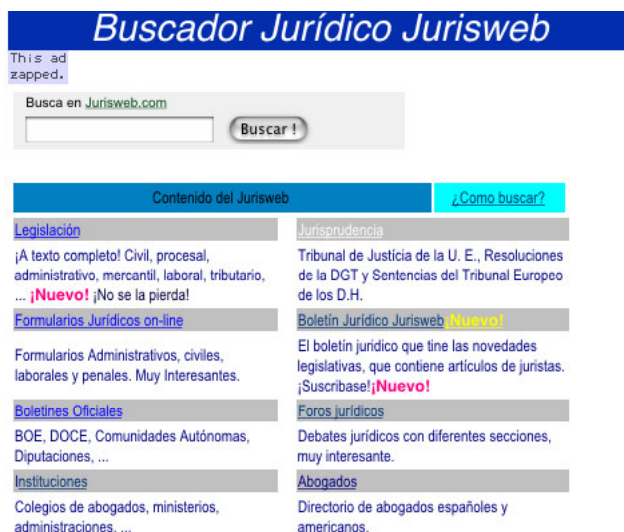 Buscador Jurídico Jurisweb
This ad
zapped.
Busca en Jurisweb.com
Buscar !
Contenido del Jurisweb
¿Como buscar?
Legislación
¡A texto completo! Civil, procesal,
administrativo, mercantil, laboral, tributario,
... ¡Nuevo! ¡No se la pierda!
Jurisprudencia
Tribunal de Justícia de la U. E., Resoluciones
de la DGT y Sentencias del Tribunal Europeo
de los D.H.
Formularios Jurídicos on-line
Formularios Administrativos, civiles,
laborales y penales. Muy Interesantes.
Boletín Jurídico Jurisweb¡Nuevo!
El boletín juridico que tine las novedades
legislativas, que contiene artículos de juristas.
¡Suscribase!¡Nuevo!
Boletines Oficiales
BOE, DOCE, Comunidades Autónomas,
Diputaciones, ...
Foros jurídicos
Debates jurídicos con diferentes secciones,
muy interesante.
Instituciones
Colegios de abogados, ministerios,
administraciones, ...
Abogados
Directorio de abogados españoles y
americanos.